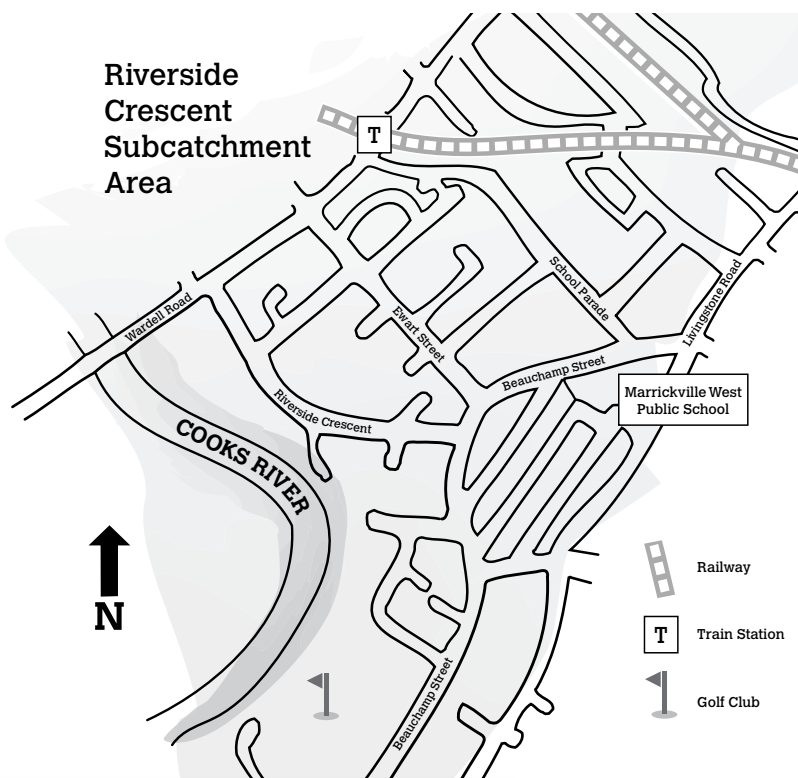 Riverside
Crescent
Subcatchment
Area
T
Wardell Road
Ewart Street
School Parade
Livingstone Road
Beauchamp Street
Marrickville West
Public School
Riverside Crescent
COOKS RIVER
N
Beauchamp Street
Railway
T
Train Station
Golf Club